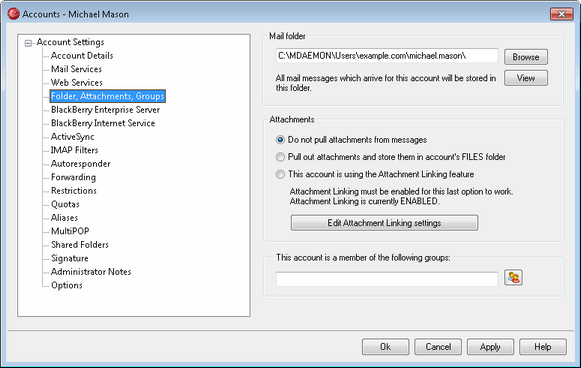 Accounts - Michael Mason
Account Settings
Account Details
Mail Services
Web Services
Folder, Attachments, Groups
BlackBerry Enterprise Server
BlackBerry Internet Service
ActiveSync
IMAP Filters
Autoresponder
Forwarding
Restrictions
Quotas
Aliases
MultiPOP
Shared Folders
Signature
Administrator Notes
Options
Mail folder
C:\MDAEMON\Users\example.com\michael.mason\
Browse
All mail messages which arrive for this account will be stored in
this folder.
View
Attachments
Do not pull attachments from messages
Pull out attachments and store them in account's FILES folder
This account is using the Attachment Linking feature
Attachment Linking must be enabled for this last option to work.
Attachment Linking is currently ENABLED.
Edit Attachment Linking settings
This account is a member of the following groups:
Ok
Cancel
Apply
Help